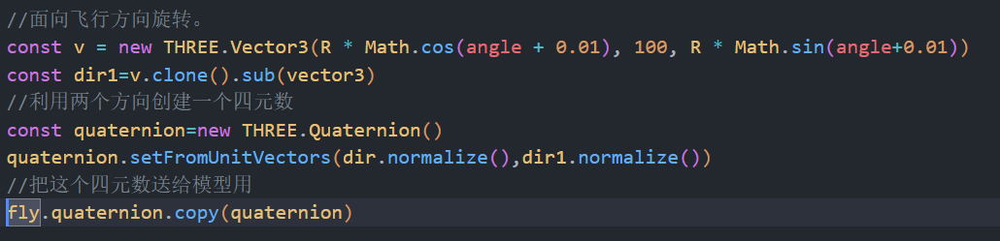 //面向飞行方向旋转。
const v = new THREE.Vector3(R * Math.cos(angle + 0.01), 100, R * Math.sin(angle+0.01))
const dir1=v.clone().sub(vector3)
//利用两个方向创建一个四元数
const quaternion=new THREE.Quaternion()
quaternion.setFromUnitVectors(dir.normalize(),dir1.normalize())
//把这个四元数送给模型用
fly.quaternion.copy(quaternion)